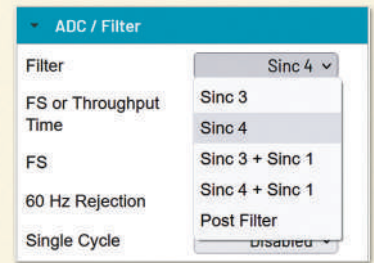 ADC / Filter
Filter Sinc 4
Sinc 3
FS or Throughput
Time
Sinc 4
FS
Sinc 3 + Sinc 1
Sinc 4 + Sinc 1
60 Hz Rejection
Post Filter
Single Cycle Disabled